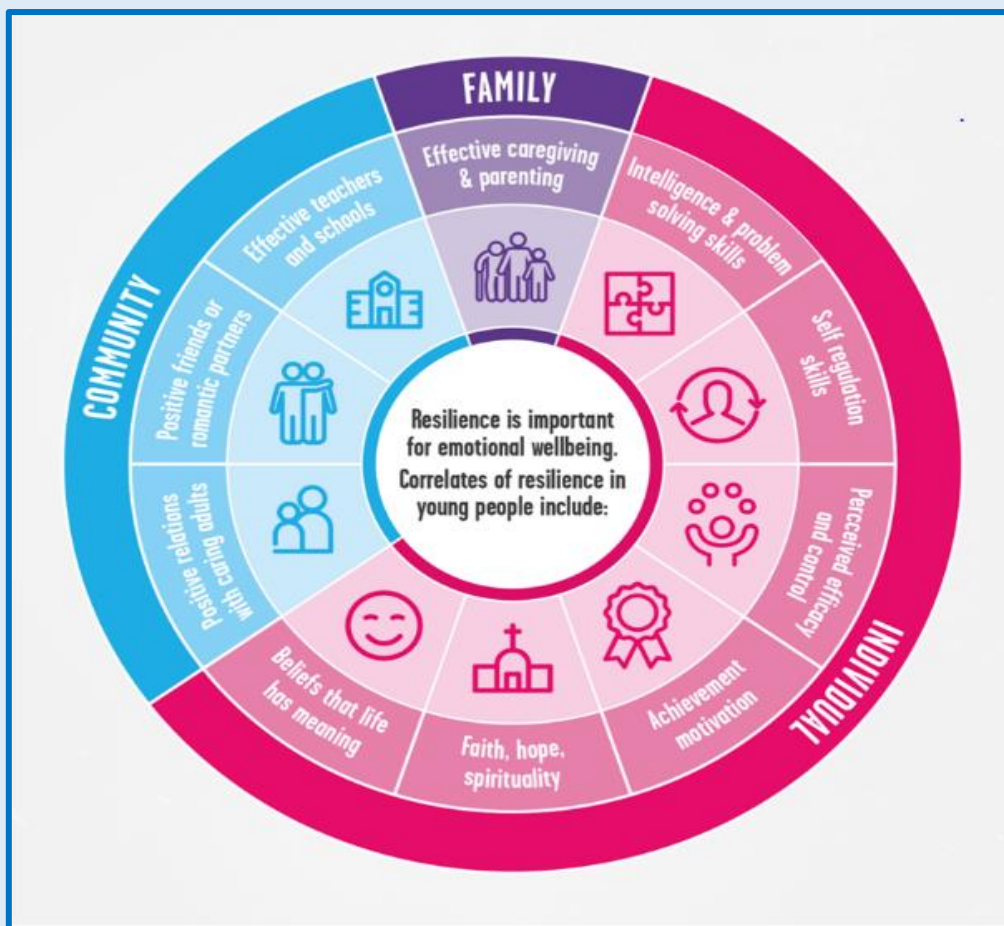 FAMILY
Effective caregiving
& parenting
INDIVIDUAL
Intelligence & problem
solving skills
Self regulation
skills
Perceived efficacy
and control
Achievement
motivation
Faith, hope,
spirituality
Beliefs that life
has meaning
COMMUNITY
Positive relations
with caring adults
Positive friends or
romantic partners
Effective teachers
and schools
Resilience is important
for emotional wellbeing.
Correlates of resilience in
young people include: